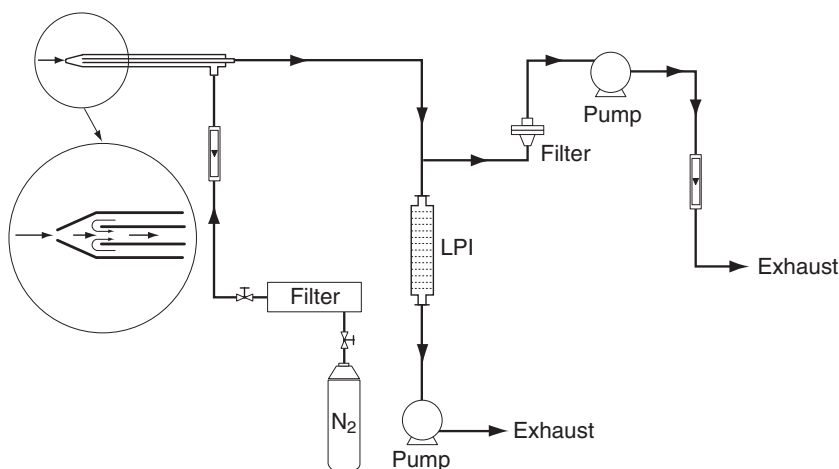 Pump
Filter
LPI
Exhaust
Filter
N2
Exhaust
Pump